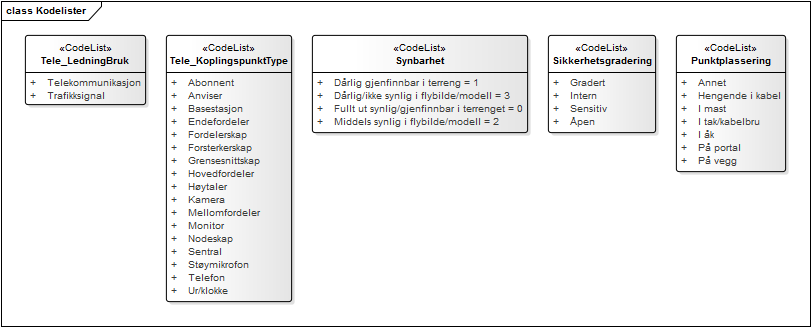 class Kodelister
«CodeList»
Tele_LedningBruk
+ Telekommunikasjon
+ Trafikksignal
«CodeList»
Tele_KoplingspunktType
+ Abonnent
+ Anviser
+ Basestasjon
+ Endefordeler
+ Fordelerskap
+ Forsterkerskap
+ Grensesnittskap
+ Hovedfordeler
+ Høytaler
+ Kamera
+ Mellomfordeler
+ Monitor
+ Nodeskap
+ Sentral
+ Støymikrofon
+ Telefon
+ Ur/klokke
«CodeList»
Synbarhet
+ Dårlig gjenfinnbar i terreng = 1
+ Dårlig/ikke synlig i flybilde/modell = 3
+ Fullt ut synlig/gjenfinnbar i terrenget = 0
+ Middels synlig i flybilde/modell = 2
«CodeList»
Sikkerhetsgradering
+ Gradert
+ Intern
+ Sensitiv
+ Åpen
«CodeList»
Punktplassering
+ Annet
+ Hengende i kabel
+ I mast
+ I tak/kabelbru
+ I åk
+ På portal
+ På vegg